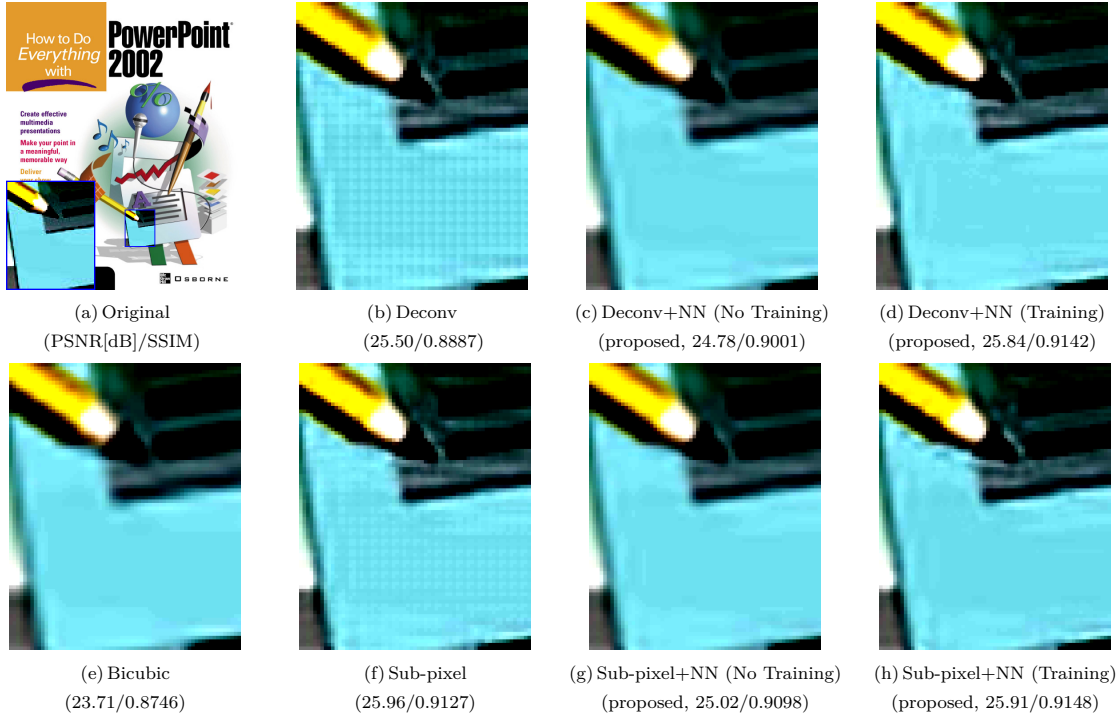 How to Do
Everything
with
PowerPoint®
2002
Create effective
multimedia
presentations
Make your point in
a meaningful,
memorable way
Deliver
OSBORNE
(a) Original
(PSNR[dB]/SSIM)
(b) Deconv
(25.50/0.8887)
(c) Deconv+NN (No Training)
(proposed, 24.78/0.9001)
(d) Deconv+NN (Training)
(proposed, 25.84/0.9142)
(e) Bicubic
(23.71/0.8746)
(f) Sub-pixel
(25.96/0.9127)
(g) Sub-pixel+NN (No Training)
(proposed, 25.02/0.9098)
(h) Sub-pixel+NN (Training)
(proposed, 25.91/0.9148)